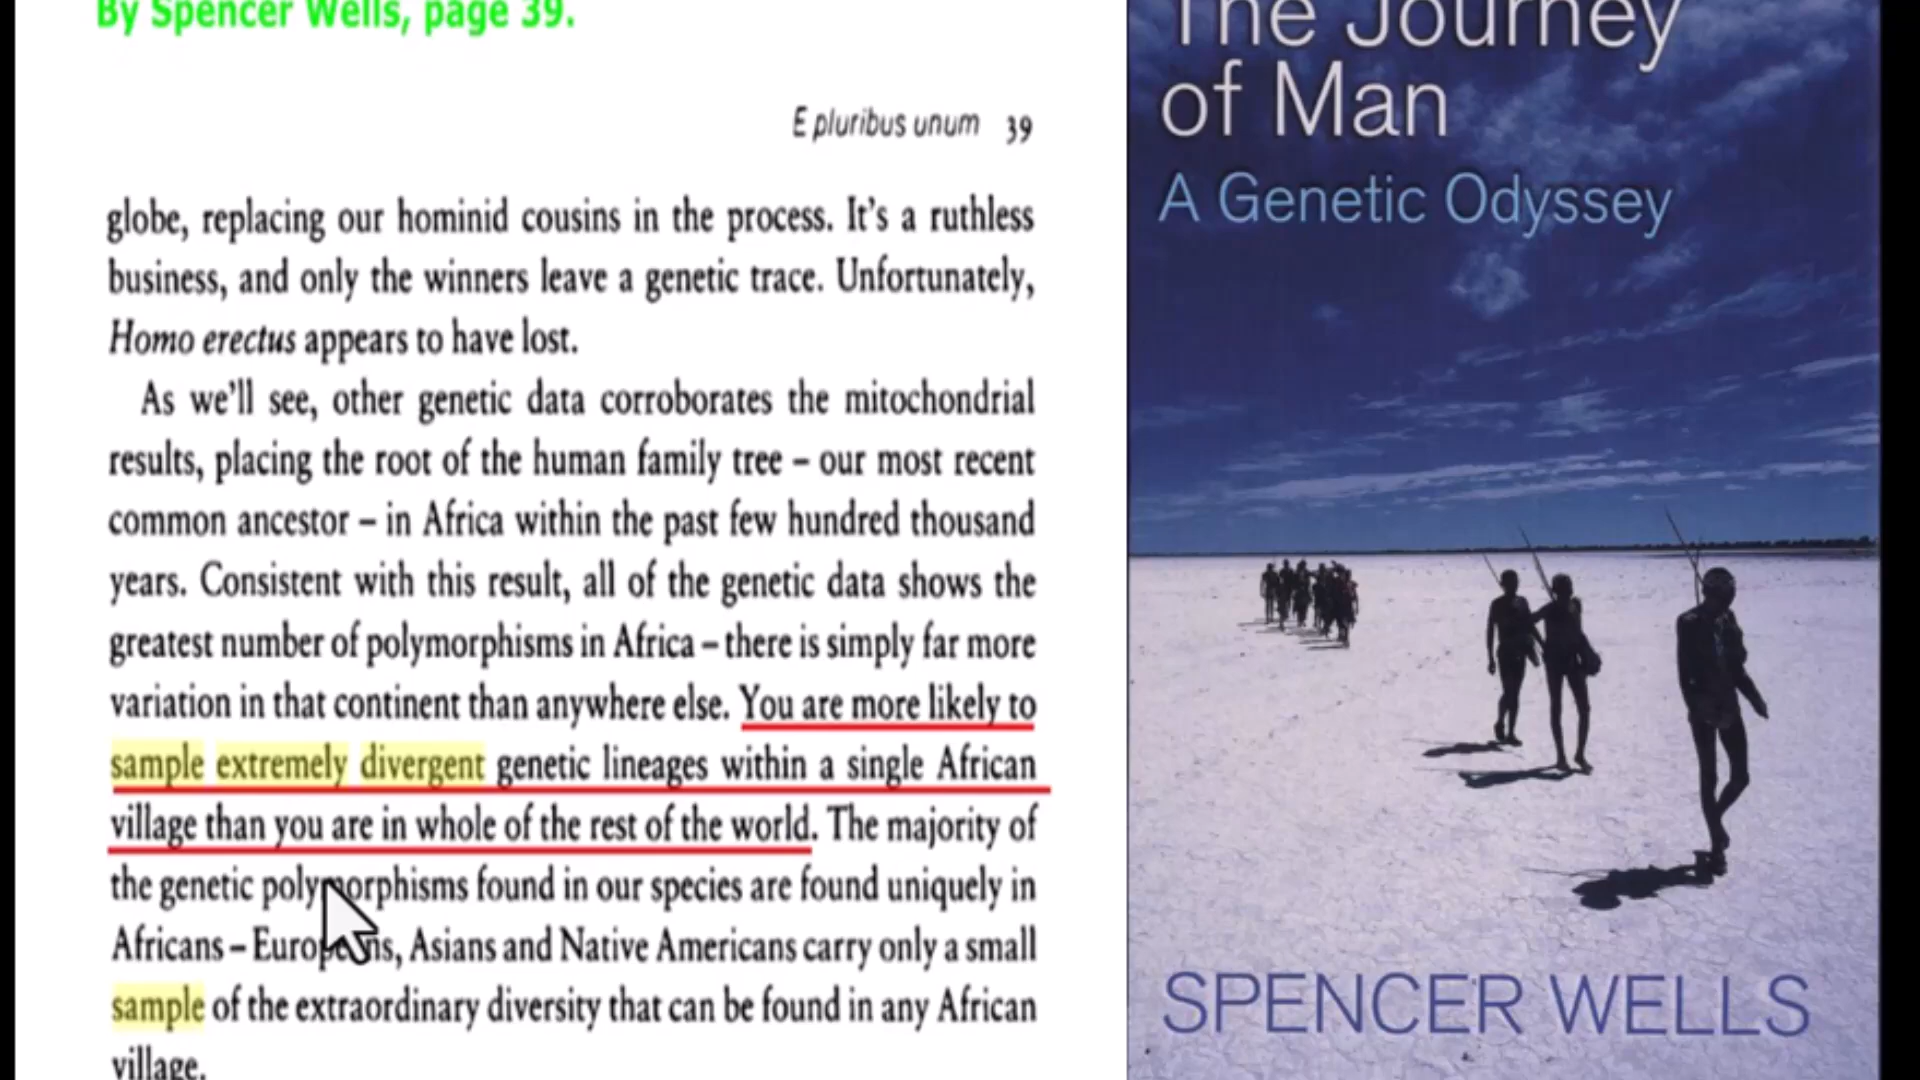 By Spencer Wells, page 39.
E pluribus unum 39
globe, replacing our hominid cousins in the process. It's a ruthless
business, and only the winners leave a genetic trace. Unfortunately,
Homo erectus appears to have lost.
As we'll see, other genetic data corroborates the mitochondrial
results, placing the root of the human family tree – our most recent
common ancestor – in Africa within the past few hundred thousand
years. Consistent with this result, all of the genetic data shows the
greatest number of polymorphisms in Africa – there is simply far more
variation in that continent than anywhere else. You are more likely to
sample extremely divergent genetic lineages within a single African
village than you are in whole of the rest of the world. The majority of
the genetic polymorphisms found in our species are found uniquely in
Africans – Europeans, Asians and Native Americans carry only a small
sample of the extraordinary diversity that can be found in any African
village.
The Journey
of Man
A Genetic Odyssey
SPENCER WELLS